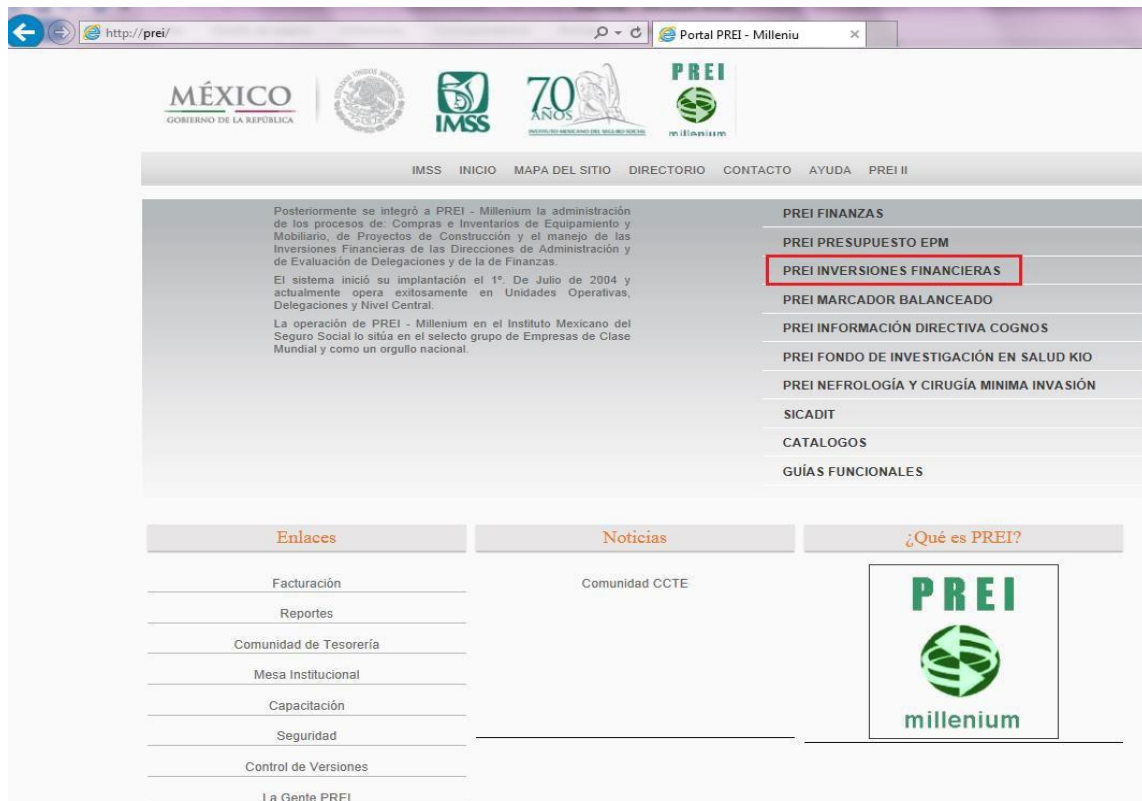 http://prei/
Portal PREI - Milleniu
MÉXICO
GOBIERNO DE LA REPÚBLICA
IMSS
70
AÑOS
INSTITUTO MEXICANO DEL SEGURO SOCIAL
PREI
millenium
IMSS INICIO MAPA DEL SITIO DIRECTORIO CONTACTO AYUDA PREI II
Posteriormente se integró a PREI - Millenium la administración
de los procesos de: Compras e Inventarios de Equipamiento y
Mobiliario, de Proyectos de Construcción y el manejo de las
Inversiones Financieras de las Direcciones de Administración y
de Evaluación de Delegaciones y de la de Finanzas.
El sistema inició su implantación el 1º. De Julio de 2004 y
actualmente opera exitosamente en Unidades Operativas,
Delegaciones y Nivel Central.
La operación de PREI - Millenium en el Instituto Mexicano del
Seguro Social lo sitúa en el selecto grupo de Empresas de Clase
Mundial y como un orgullo nacional.
PREI FINANZAS
PREI PRESUPUESTO EPM
PREI INVERSIONES FINANCIERAS
PREI MARCADOR BALANCEADO
PREI INFORMACIÓN DIRECTIVA COGNOS
PREI FONDO DE INVESTIGACIÓN EN SALUD KIO
PREI NEFROLOGÍA Y CIRUGÍA MINIMA INVASIÓN
SICADIT
CATALOGOS
GUÍAS FUNCIONALES
Enlaces
Facturación
Reportes
Comunidad de Tesorería
Mesa Institucional
Capacitación
Seguridad
Control de Versiones
La Gente PREI
Noticias
Comunidad CCTE
¿Qué es PREI?
PREI
millenium